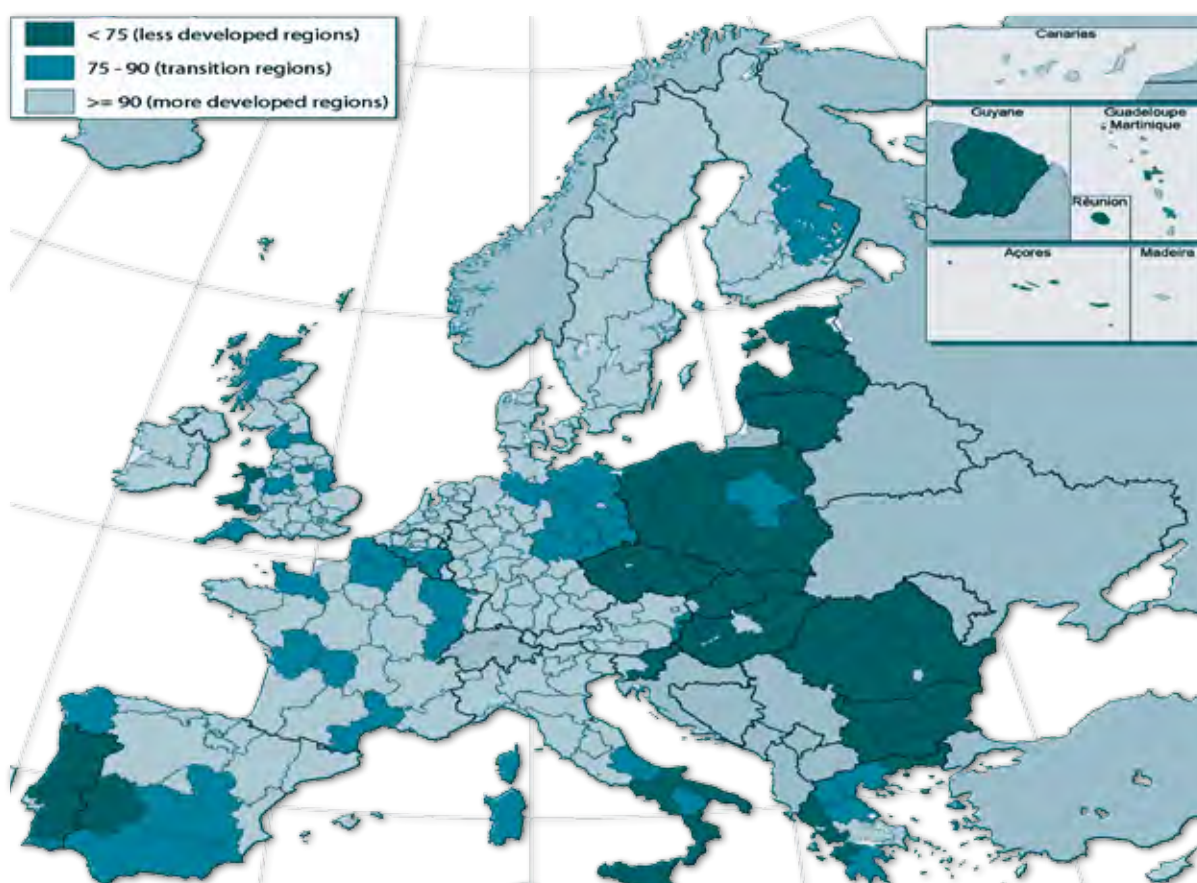 < 75 (less developed regions)
75 - 90 (transition regions)
>= 90 (more developed regions)
Canarias
Guyane
Guadeloupe
Martinique
Réunion
Açores
Madeira